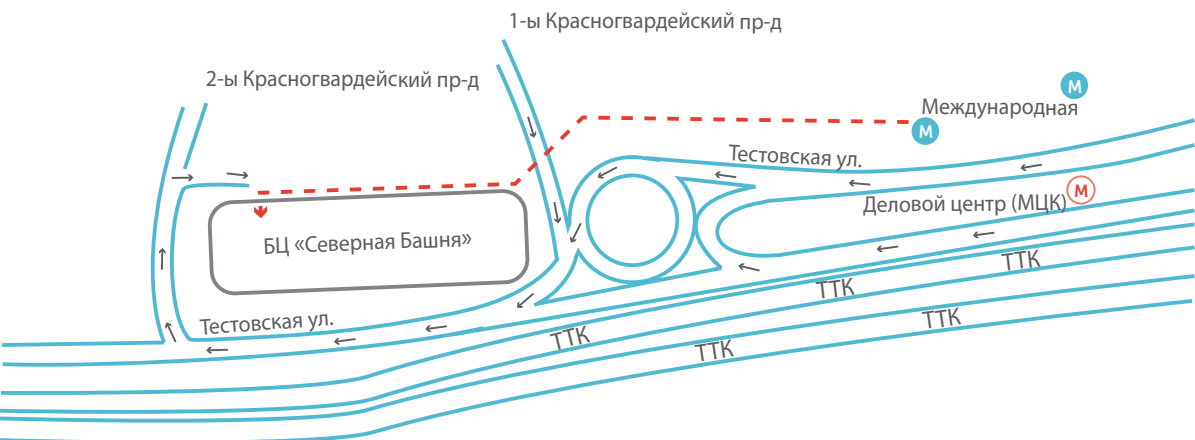 1-ы Красногвардейский пр-д
2-ы Красногвардейский пр-д
М
Международная
М
Тестовская ул.
М
Деловой центр (МЦК)
БЦ «Северная Башня»
ТТК
ТТК
Тестовская ул.
ТТК
ТТК
ТТК